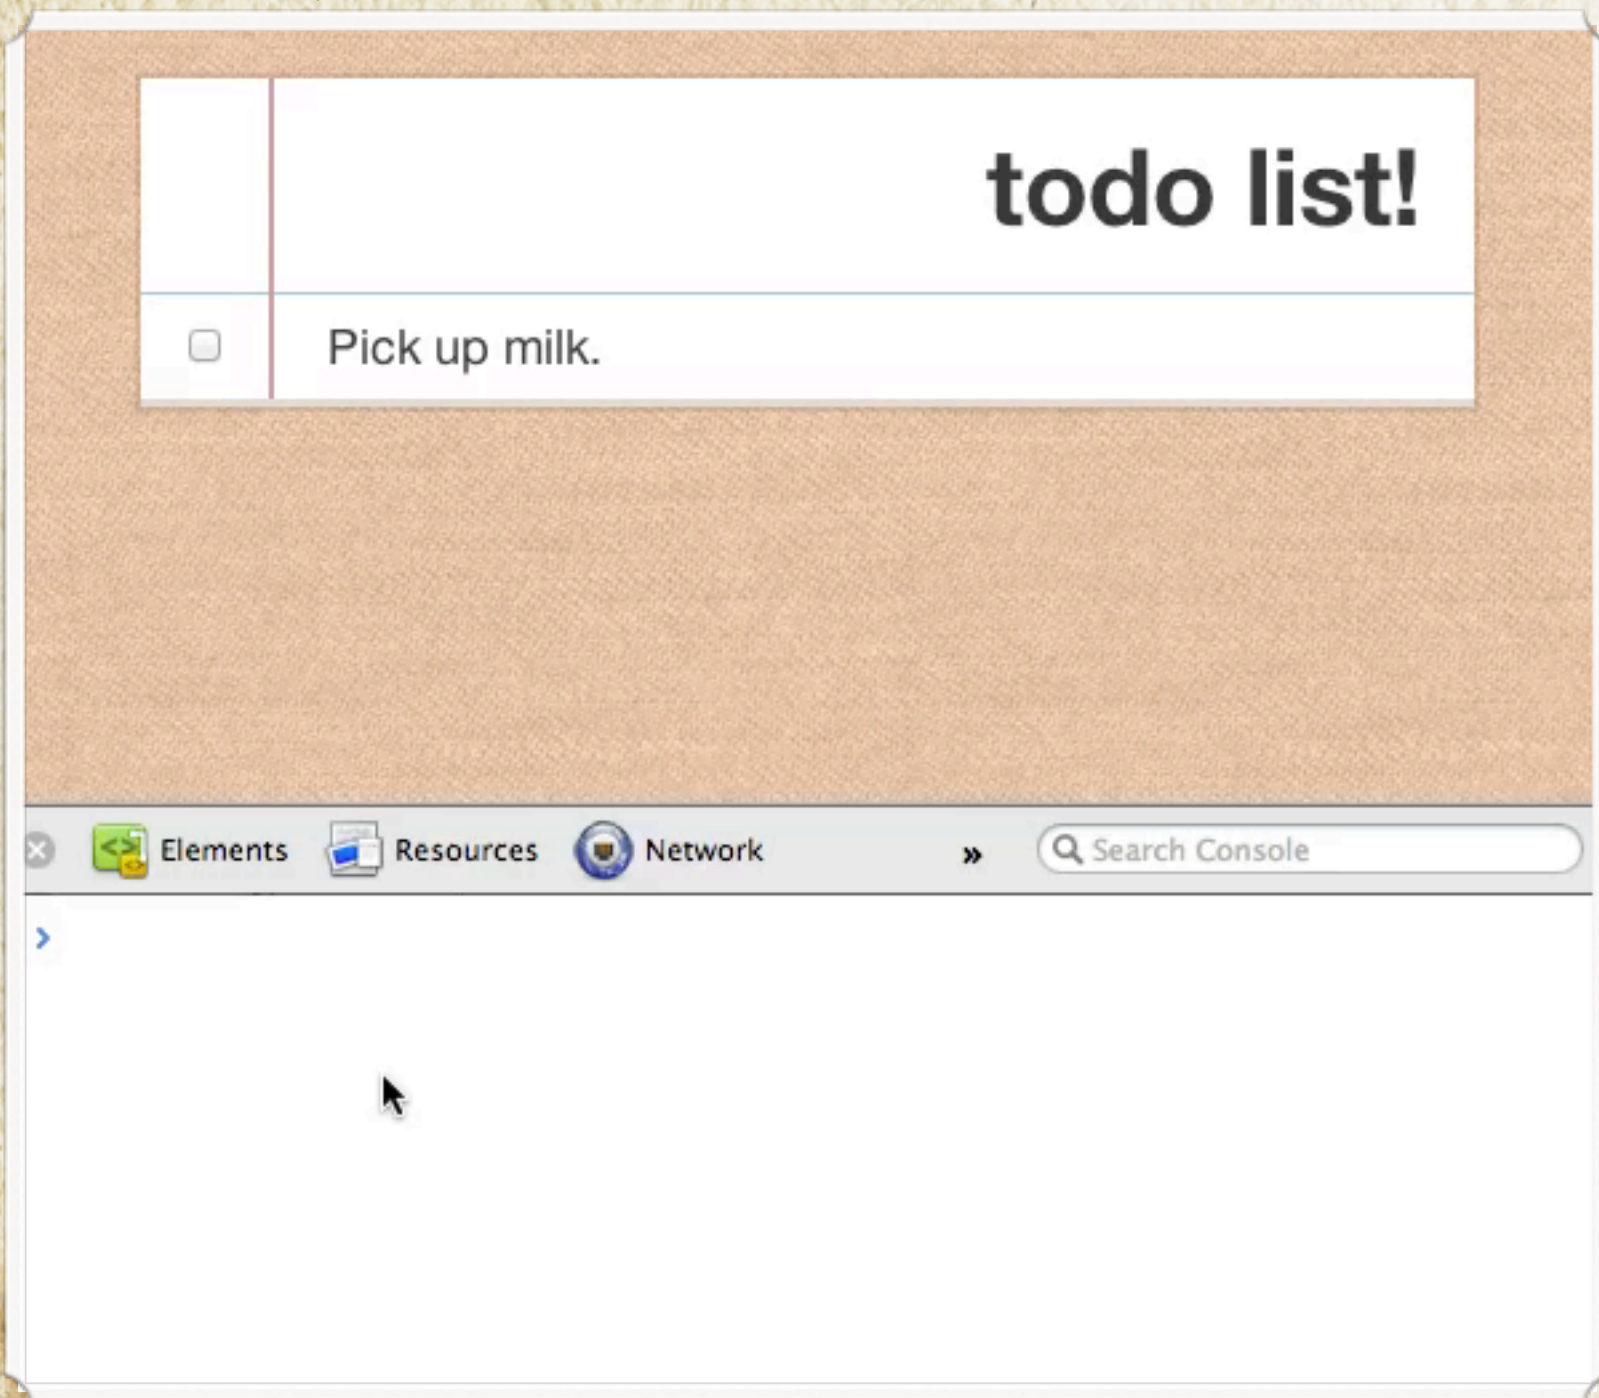 todo list!
Pick up milk.
Elements Resources Network » Search Console
›